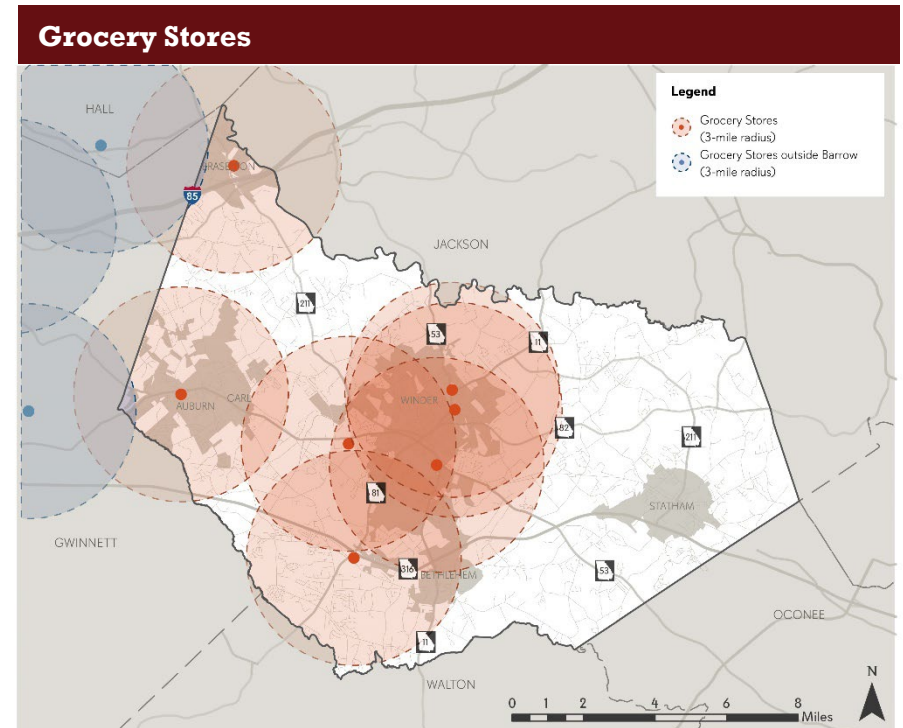 Grocery Stores
Legend
Grocery Stores
(3-mile radius)
Grocery Stores outside Barrow
(3-mile radius)
HALL
BRASELTON
85
JACKSON
211
53
11
CARL
AUBURN
WINDER
82
211
81
STATHAM
GWINNETT
316
BETHLEHEM
53
OCONEE
11
WALTON
N
0 1 2 4 6 8
Miles